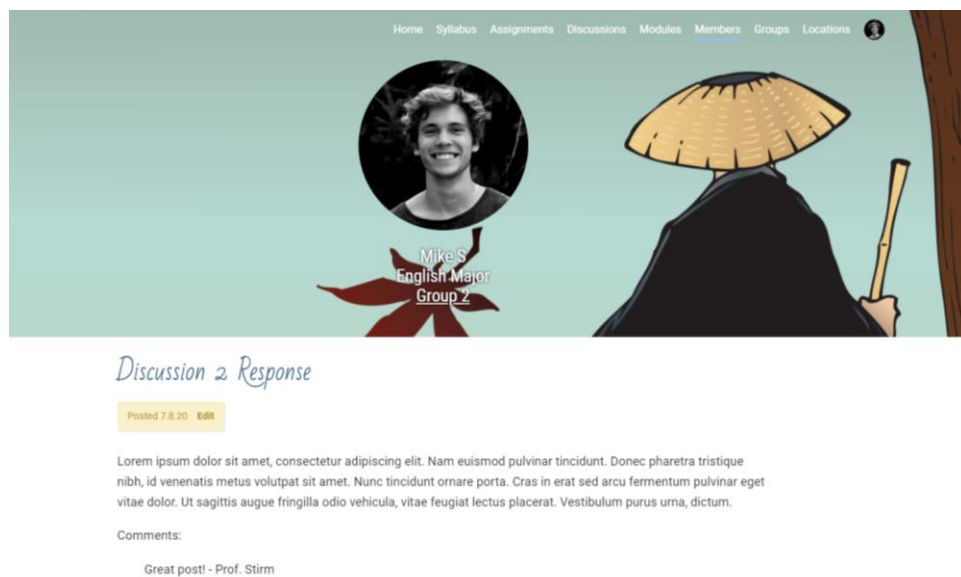 Home Syllabus Assignments Discussions Modules Members Groups Locations
Mike S
English Major
Group 2
Discussion 2 Response
Posted 7.8.20 Edit
Lorem ipsum dolor sit amet, consectetur adipiscing elit. Nam euismod pulvinar tincidunt. Donec pharetra tristique
nibh, id venenatis metus volutpat sit amet. Nunc tincidunt ornare porta. Cras in erat sed arcu fermentum pulvinar eget
vitae dolor. Ut sagittis augue fringilla odio vehicula, vitae feugiat lectus placerat. Vestibulum purus urna, dictum.
Comments:
Great post! - Prof. Stirm